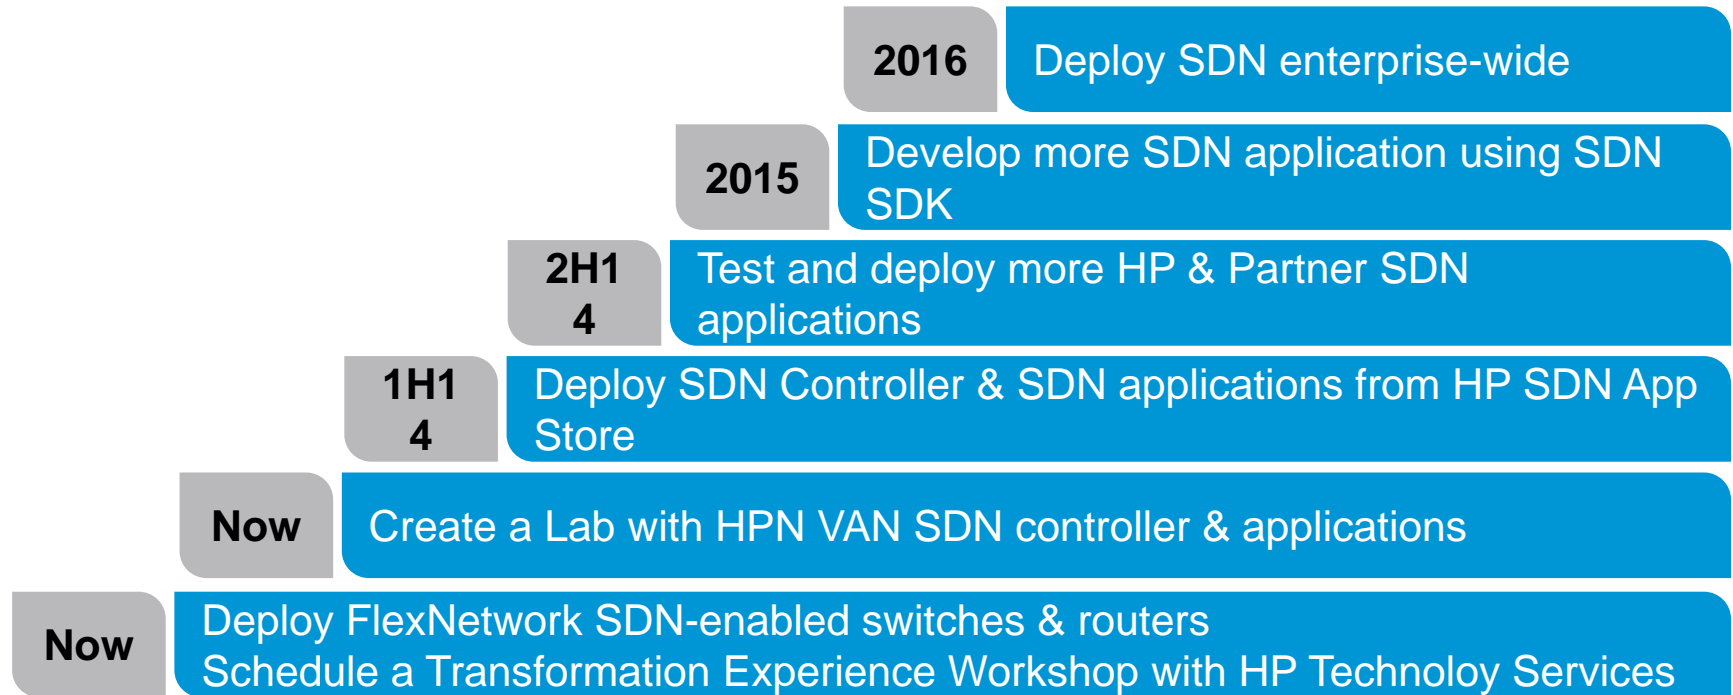 2016
Deploy SDN enterprise-wide
2015
Develop more SDN application using SDN
SDK
2H1
4
Test and deploy more HP & Partner SDN
applications
1H1
4
Deploy SDN Controller & SDN applications from HP SDN App
Store
Now
Create a Lab with HPN VAN SDN controller & applications
Now
Deploy FlexNetwork SDN-enabled switches & routers
Schedule a Transformation Experience Workshop with HP Technoloy Services